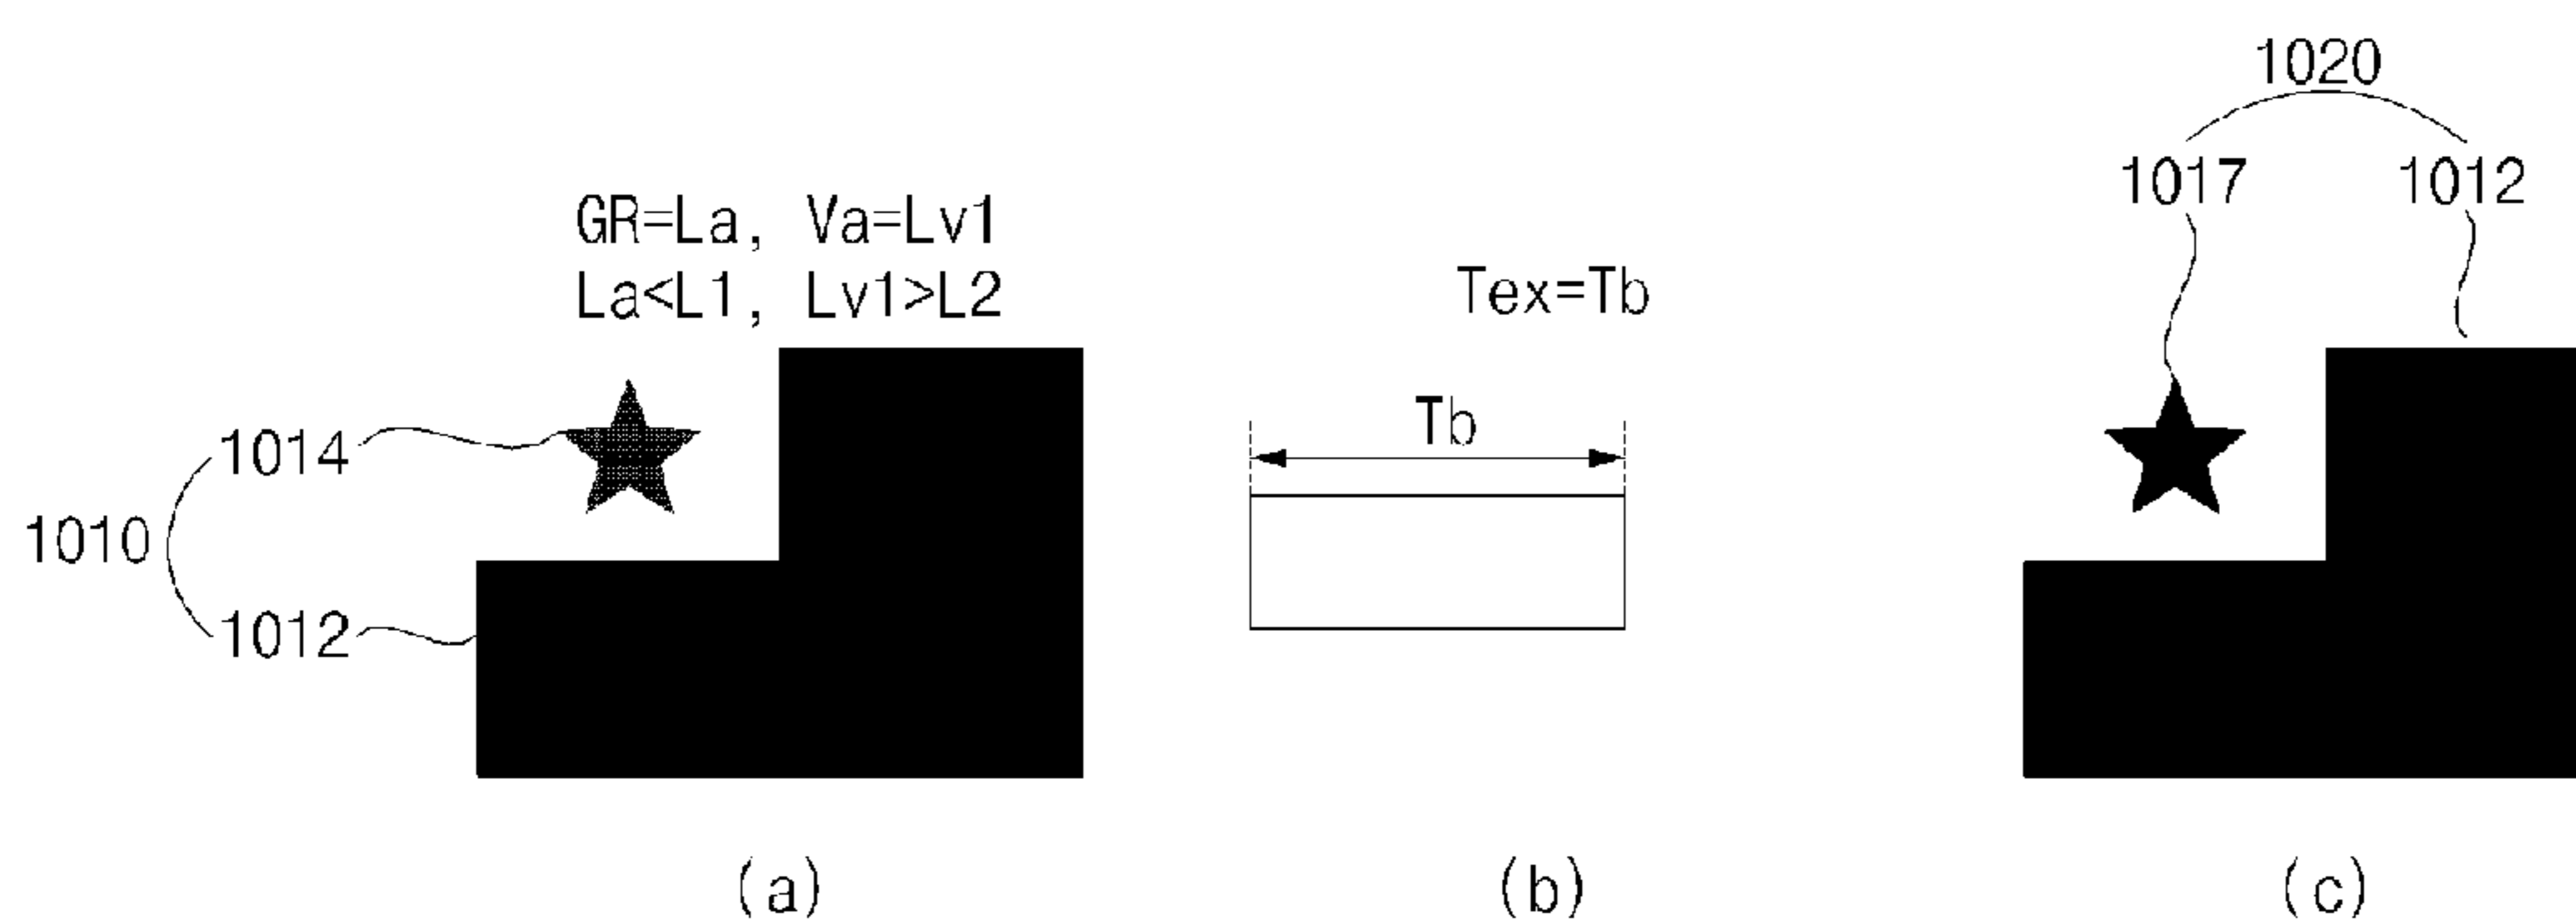 1020
1017 1012
GR=La, Va=Lv1
La<L1, Lv1>L2
Tex=Tb
Tb
1014
1010
1012
(a) (b) (c)